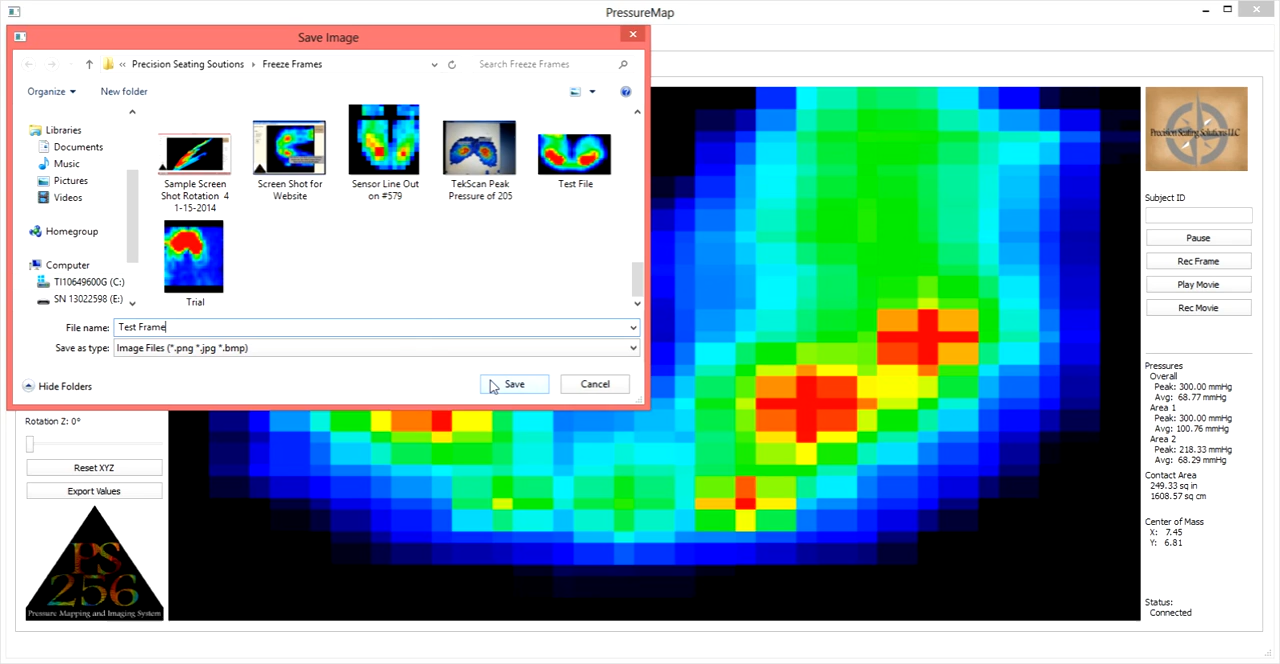 PressureMap
Save Image
Precision Seating Soutions
Freeze Frames
Search Freeze Frames
Organize
New folder
Libraries
Documents
Music
Pictures
Videos
Homegroup
Computer
TI10649600G (C:)
SN 13022598 (E:)
Sample Screen
Shot Rotation 4
1-15-2014
Screen Shot for
Website
Sensor Line Out
on #579
TekScan Peak
Pressure of 205
Test File
Trial
File name: Test Frame
Save as type: Image Files (*.png *.jpg *.bmp)
Hide Folders
Save
Cancel
Rotation Z: 0°
Reset XYZ
Export Values
PS
256
Pressure Mapping and Imaging System
Precision Seating Solutions LLC
Subject ID
Pause
Rec Frame
Play Movie
Rec Movie
Pressures
Overall
Peak: 300.00 mmHg
Avg: 68.77 mmHg
Area 1
Peak: 300.00 mmHg
Avg: 100.76 mmHg
Area 2
Peak: 218.33 mmHg
Avg: 68.29 mmHg
Contact Area
249.33 sq in
1608.57 sq cm
Center of Mass
X: 7.45
Y: 6.81
Status:
Connected